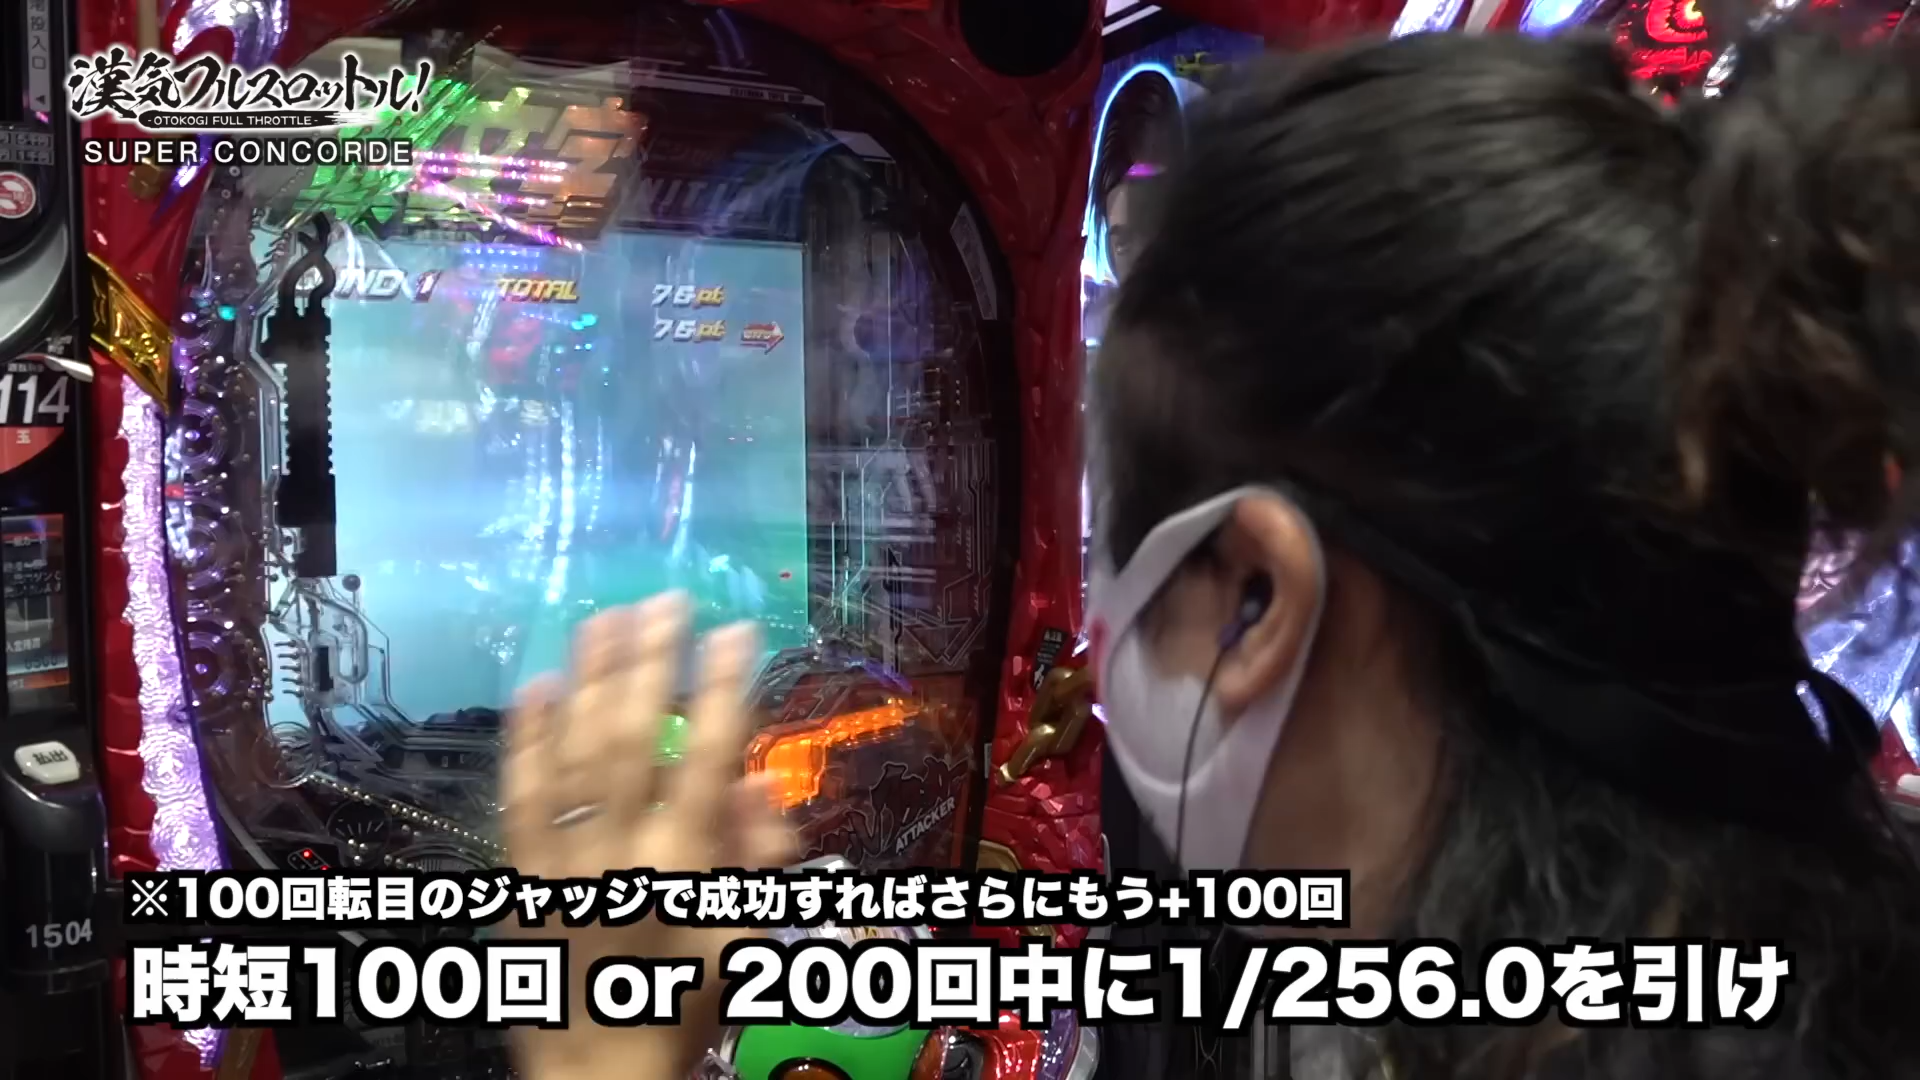 漢気フルスロットル!
-OTOKOGI FULL THROTTLE-
SUPER CONCORDE
TOTAL
76pt
76pt
114
玉
払出
1504
ATTACKER
※100回転目のジャッジで成功すればさらにもう+100回
時短100回 or 200回中に1/256.0を引け